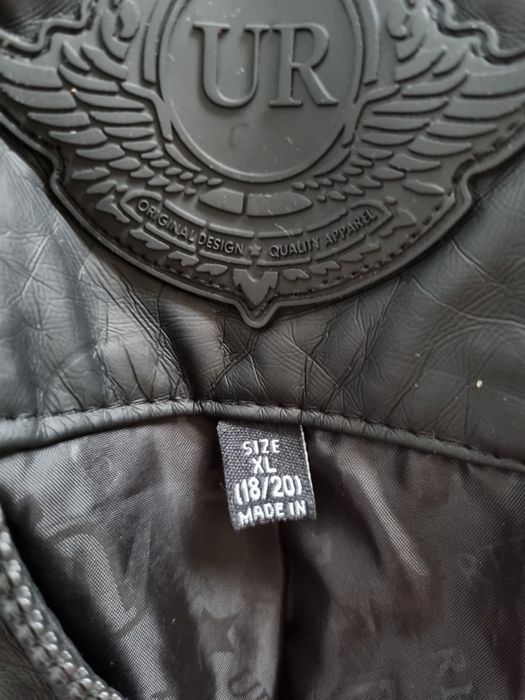 UR
ORIGINAL DESIGN ★ QUALITY APPAREL
SIZE
XL
(18/20)
MADE IN